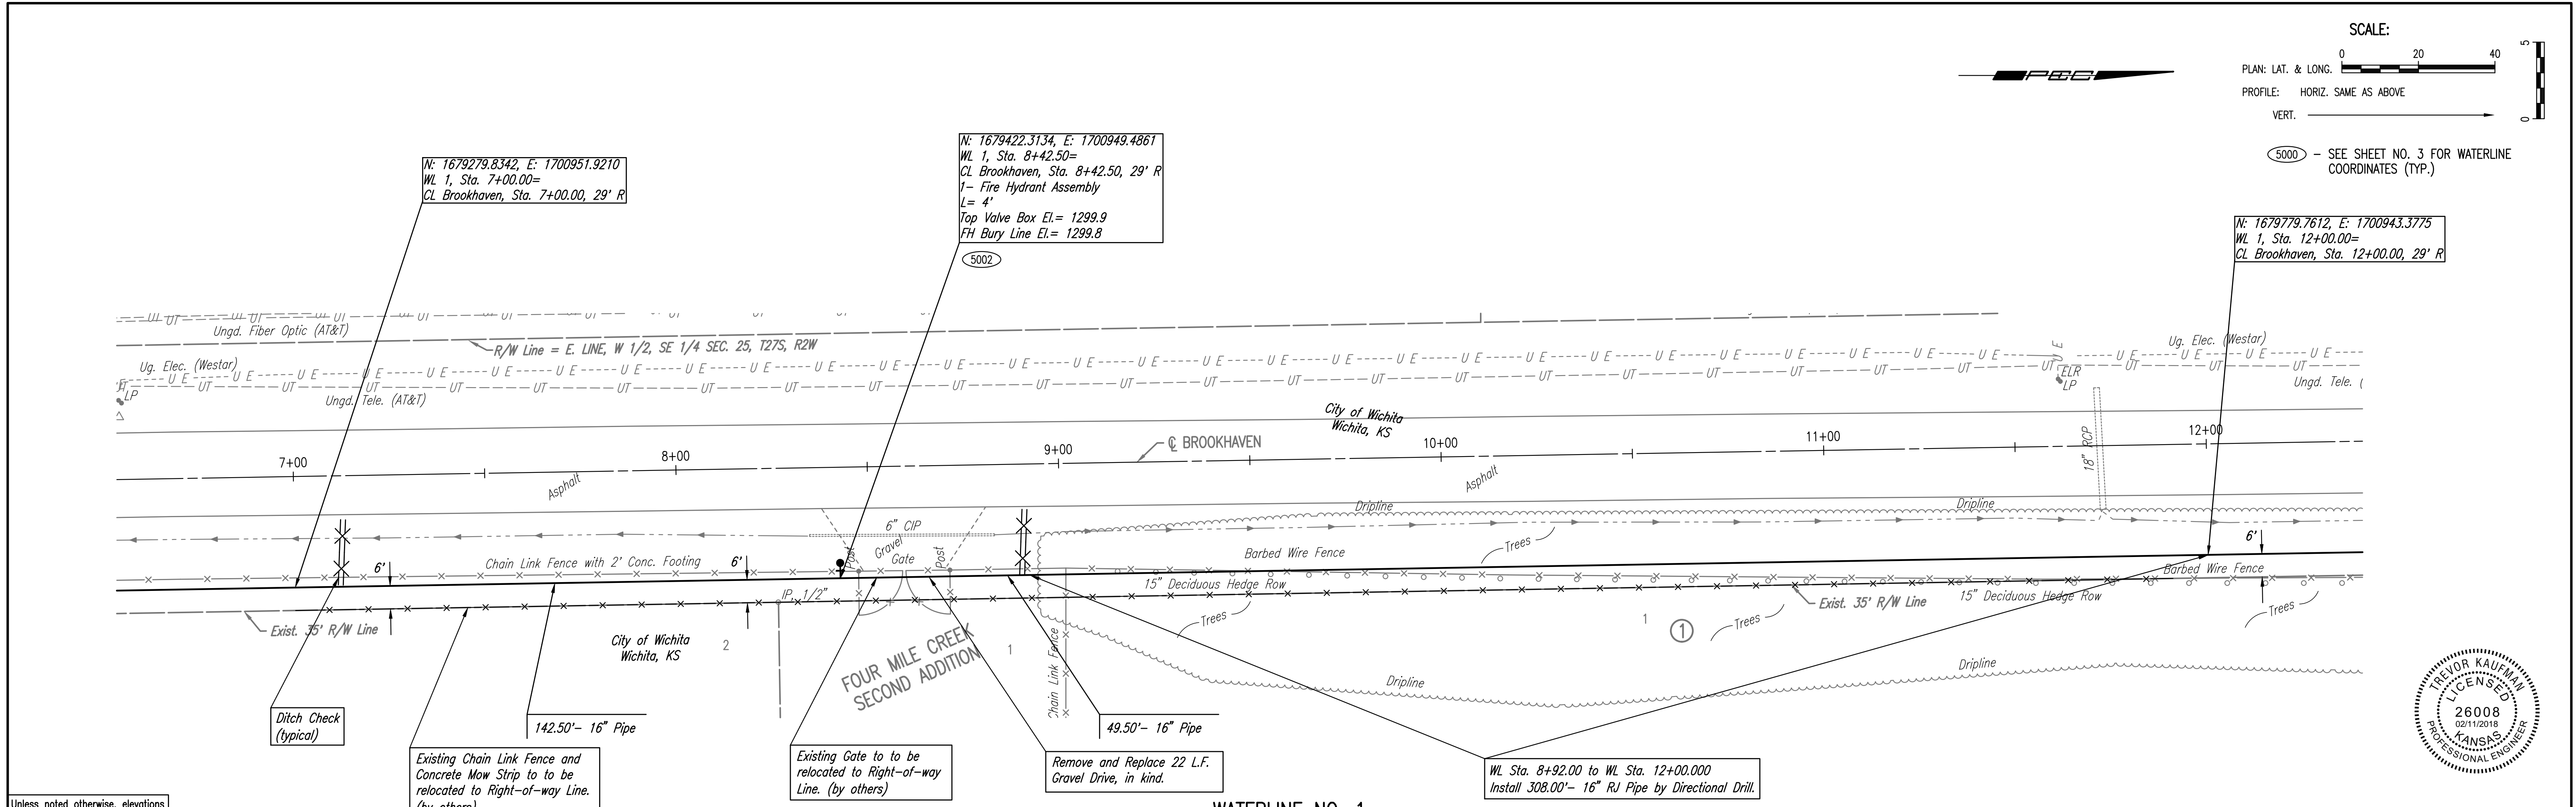 SCALE:
0 20 40
PLAN: LAT. & LONG.
PROFILE: HORIZ. SAME AS ABOVE
VERT.
5
0
PEC
5000 - SEE SHEET NO. 3 FOR WATERLINE
COORDINATES (TYP.)
N: 1679279.8342, E: 1700951.9210
WL 1, Sta. 7+00.00=
CL Brookhaven, Sta. 7+00.00, 29' R
N: 1679422.3134, E: 1700949.4861
WL 1, Sta. 8+42.50=
CL Brookhaven, Sta. 8+42.50, 29' R
1- Fire Hydrant Assembly
L= 4'
Top Valve Box El.= 1299.9
FH Bury Line El.= 1299.8
5002
N: 1679779.7612, E: 1700943.3775
WL 1, Sta. 12+00.00=
CL Brookhaven, Sta. 12+00.00, 29' R
Ungd. Fiber Optic (AT&T)
R/W Line = E. LINE, W 1/2, SE 1/4 SEC. 25, T27S, R2W
Ug. Elec. (Westar)
Ug. Elec. (Westar)
Ungd. Tele. (AT&T)
Ungd. Tele. (
LP
ELR
LP
City of Wichita
Wichita, KS
℄ BROOKHAVEN
7+00
8+00
9+00
10+00
11+00
12+00
18" RCP
Asphalt
Asphalt
Dripline
Dripline
6" CIP
Gravel
Post
Gate
Post
Chain Link Fence with 2' Conc. Footing
6'
6'
6'
Barbed Wire Fence
Trees
Barbed Wire Fence
15" Deciduous Hedge Row
15" Deciduous Hedge Row
IP, 1/2"
Exist. 35' R/W Line
Exist. 35' R/W Line
Trees
Trees
Trees
City of Wichita
Wichita, KS
2
FOUR MILE CREEK
SECOND ADDITION
1
Chain Link Fence
1
1
Dripline
Dripline
Ditch Check
(typical)
142.50'- 16" Pipe
49.50'- 16" Pipe
Existing Chain Link Fence and
Concrete Mow Strip to to be
relocated to Right-of-way Line.
(by others)
Existing Gate to to be
relocated to Right-of-way
Line. (by others)
Remove and Replace 22 L.F.
Gravel Drive, in kind.
WL Sta. 8+92.00 to WL Sta. 12+00.000
Install 308.00'- 16" RJ Pipe by Directional Drill.
TREVOR KAUFMAN
LICENSED
26008
02/11/2018
KANSAS
PROFESSIONAL ENGINEER
Unless noted otherwise, elevations
WATERLINE NO. 1